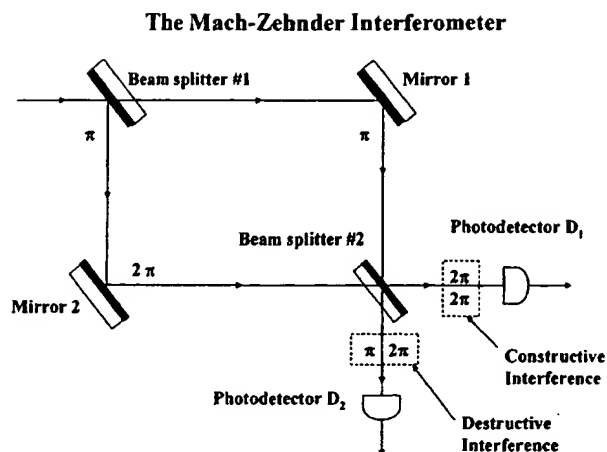 The Mach-Zehnder Interferometer
Beam splitter #1
Mirror 1
π
π
Photodetector D1
Beam splitter #2
2 π
2π
2π
Mirror 2
π 2π
Constructive
Interference
Photodetector D2
Destructive
Interference